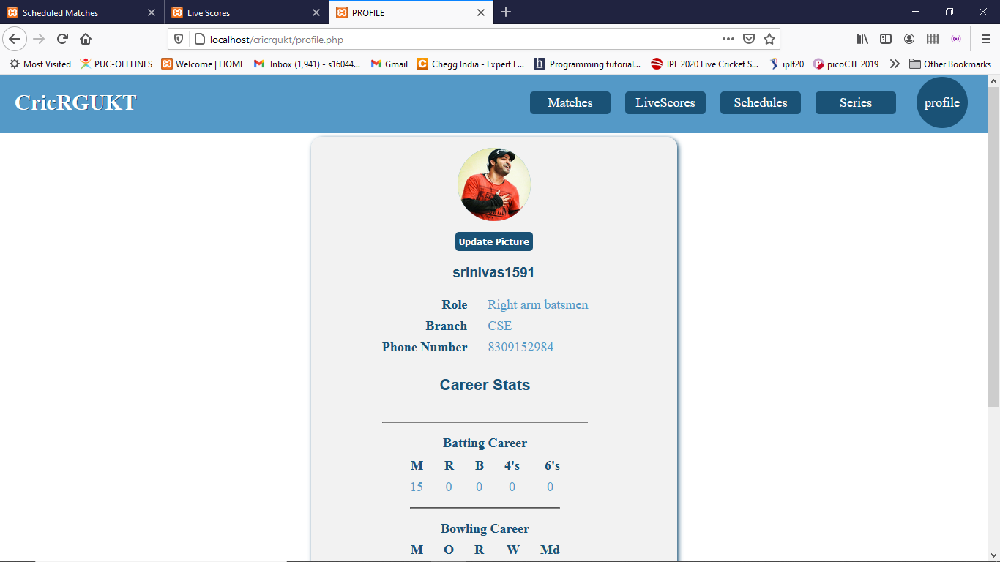 Scheduled Matches
Live Scores
PROFILE
localhost/cricrgukt/profile.php
Most Visited
PUC-OFFLINES
Welcome | HOME
Inbox (1,941) - s16044...
Gmail
Chegg India - Expert L...
Programming tutorial...
IPL 2020 Live Cricket S...
iplt20
picoCTF 2019
Other Bookmarks
CricRGUKT
Matches
LiveScores
Schedules
Series
profile
Update Picture
srinivas1591
Role Right arm batsmen
Branch CSE
Phone Number 8309152984
Career Stats
Batting Career
M R B 4's 6's
15 0 0 0 0
Bowling Career
M O R W Md